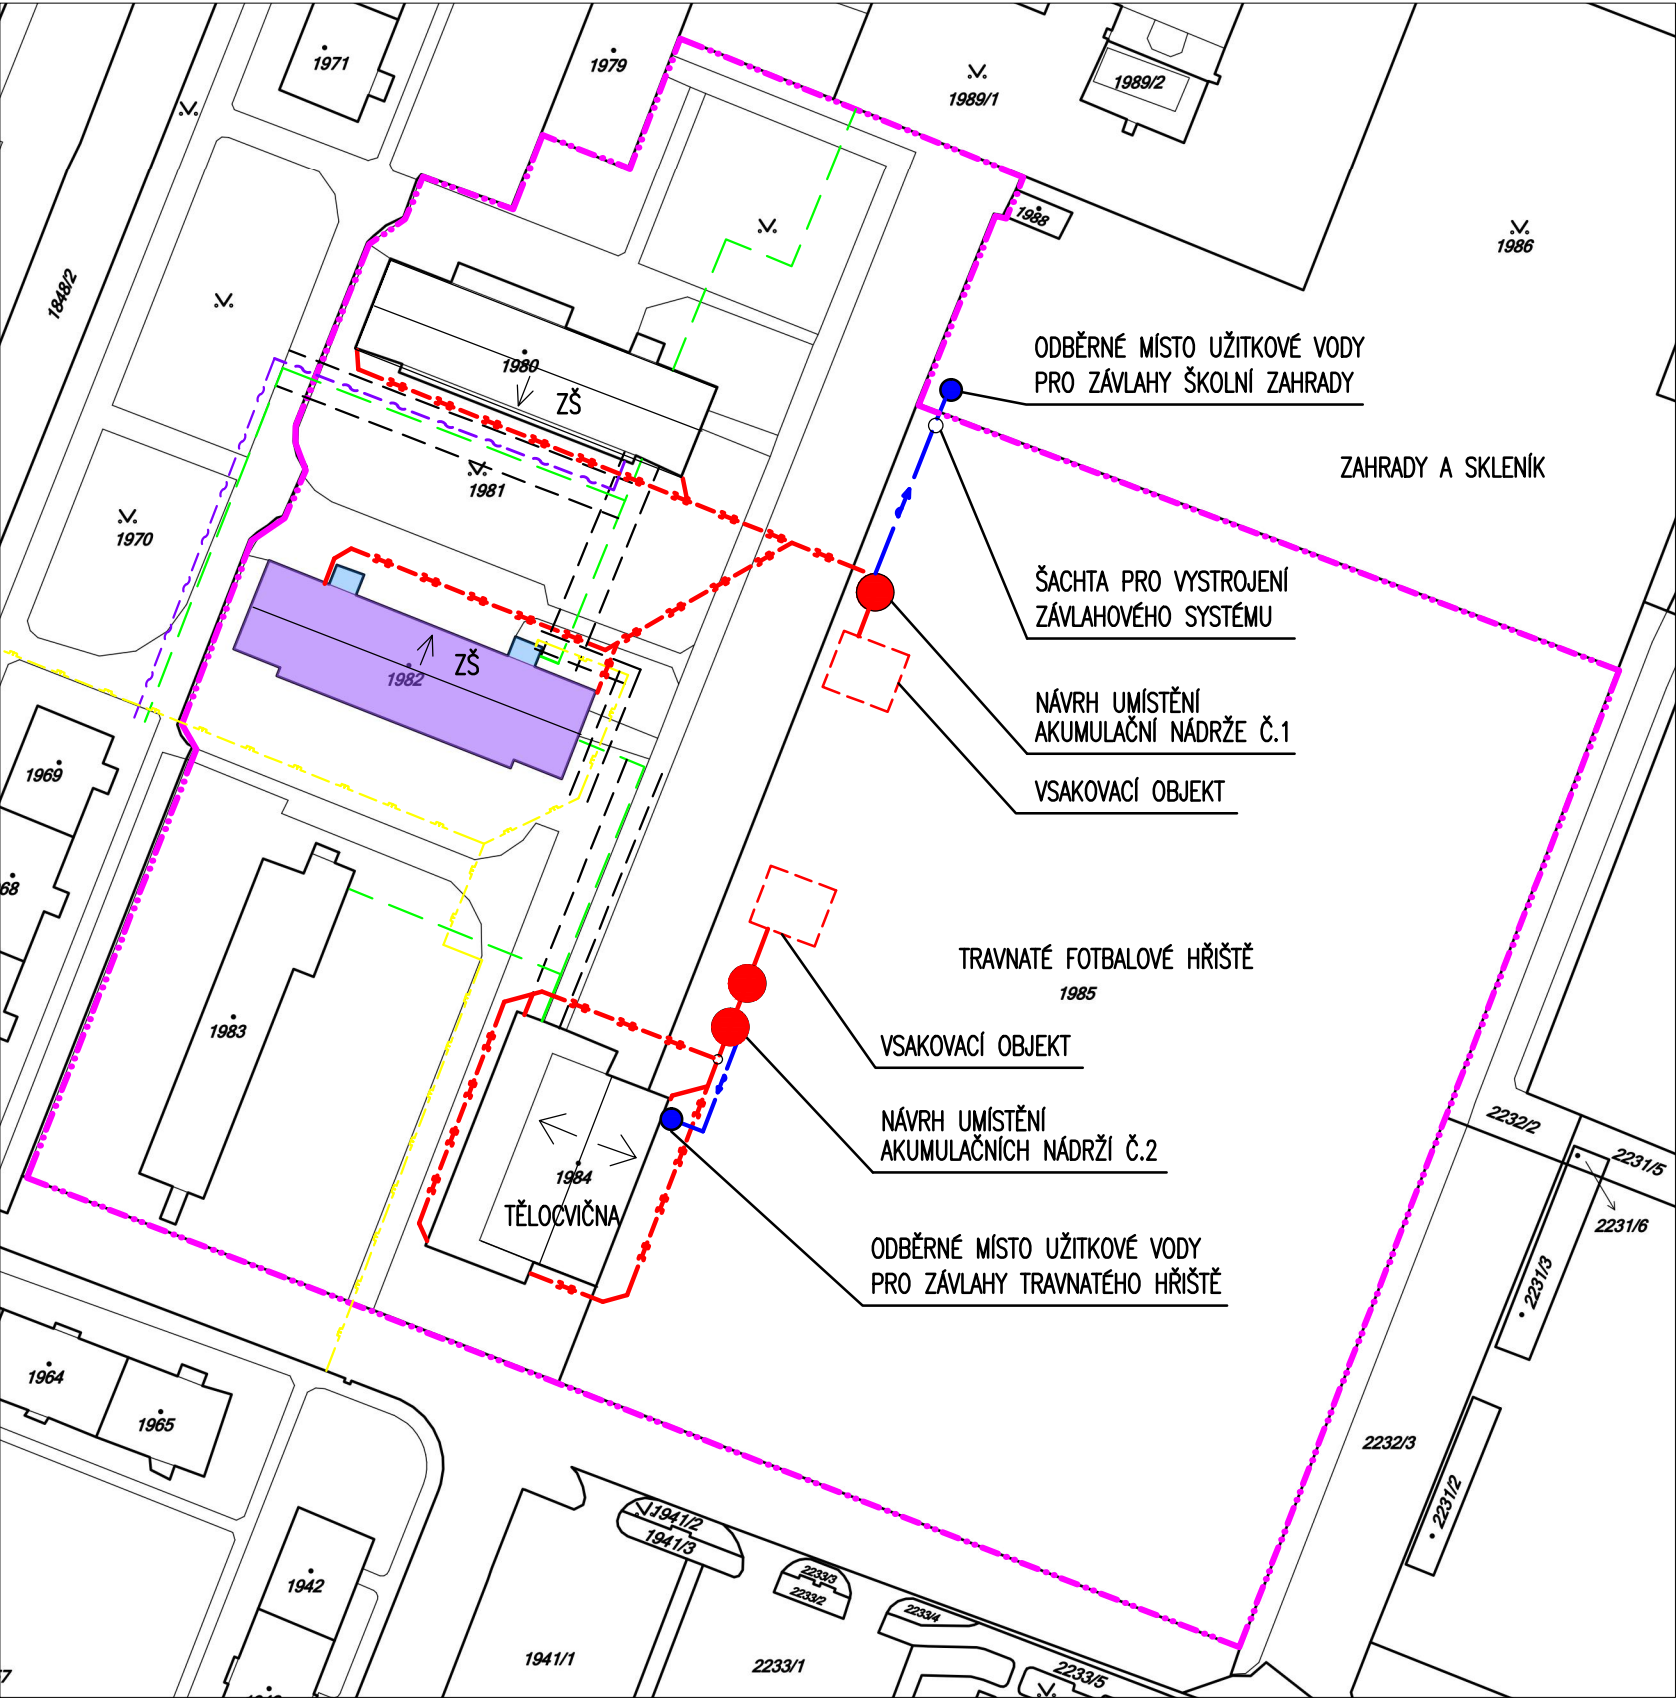 1971
1979
1989/1
1989/2
1988
1986
1848/2
1980
ZŠ
ODBĚRNÉ MÍSTO UŽITKOVÉ VODY
PRO ZÁVLAHY ŠKOLNÍ ZAHRADY
ZAHRADY A SKLENÍK
1981
1970
ŠACHTA PRO VYSTROJENÍ
ZÁVLAHOVÉHO SYSTÉMU
ZŠ
1982
NÁVRH UMÍSTĚNÍ
AKUMULAČNÍ NÁDRŽE Č.1
VSAKOVACÍ OBJEKT
1969
68
TRAVNATÉ FOTBALOVÉ HŘIŠTĚ
1985
1983
VSAKOVACÍ OBJEKT
NÁVRH UMÍSTĚNÍ
AKUMULAČNÍCH NÁDRŽÍ Č.2
2232/2
2231/5
2231/6
1984
TĚLOCVIČNA
ODBĚRNÉ MÍSTO UŽITKOVÉ VODY
PRO ZÁVLAHY TRAVNATÉHO HŘIŠTĚ
2231/3
1964
1965
2232/3
2231/2
1941/2
1941/3
2233/3
2233/2
1942
2233/4
1941/1
2233/1
2233/5
7